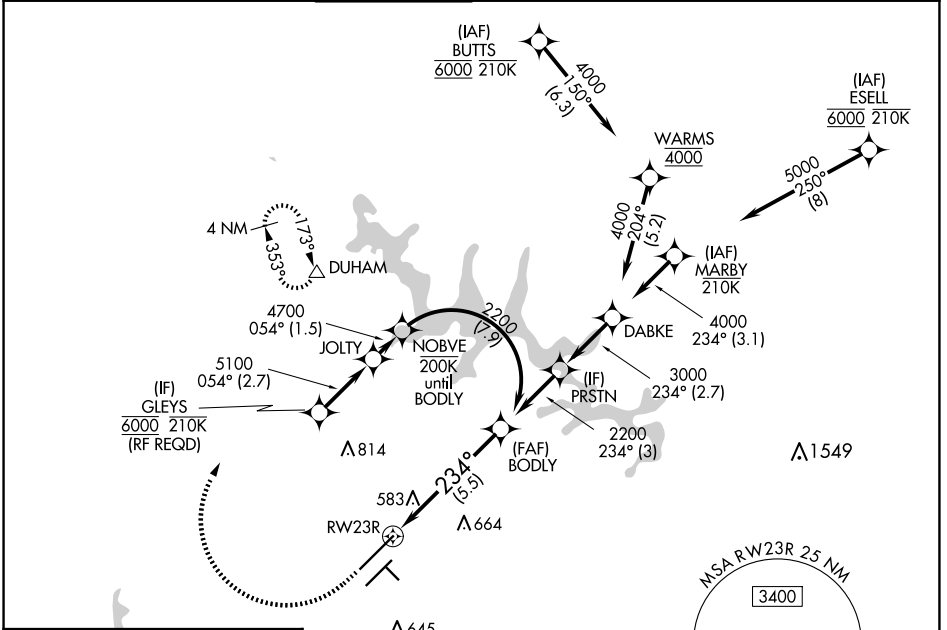 (IAF)
BUTTS
6000 210K
4000
150°
(6.3)
(IAF)
ESELL
6000 210K
5000
250°
(8)
WARMS
4000
4000
204°
(5.2)
(IAF)
MARBY
210K
4000
234° (3.1)
DABKE
3000
234° (2.7)
4 NM
173°
353°
DUHAM
4700
054° (1.5)
JOLTY
NOBVE
200K
until
BODLY
2200
(7.9)
5100
054° (2.7)
(IF)
GLEYS
6000 210K
(RF REQD)
(IF)
PRSTN
2200
234° (3)
(FAF)
BODLY
234°
(5.5)
814
1549
583
664
RW23R
MSA RW23R 25 NM
3400
645